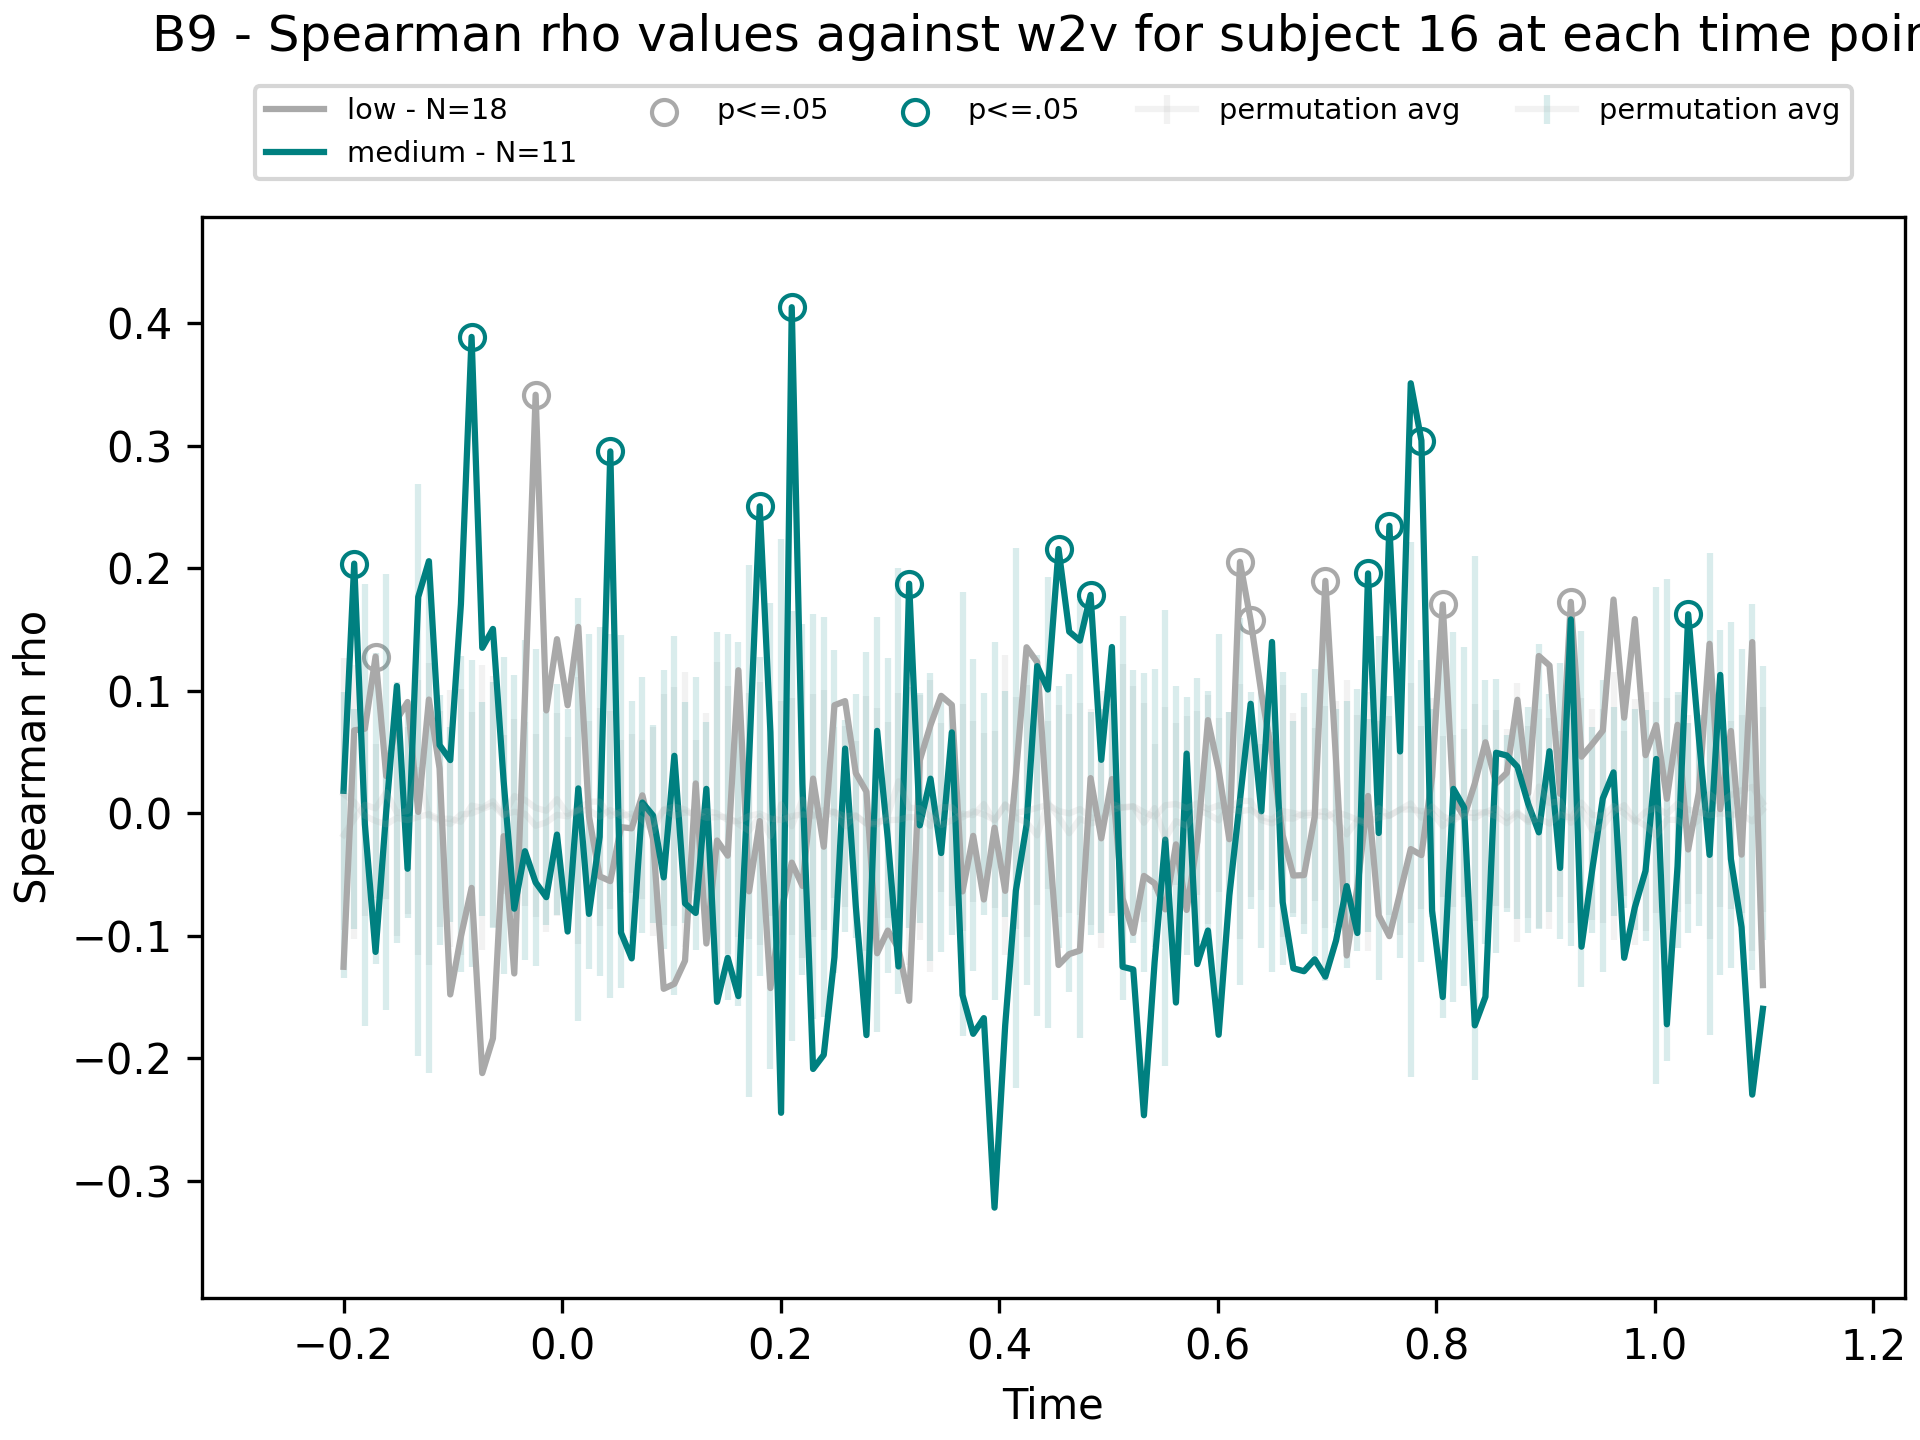 B9 - Spearman rho values against w2v for subject 16 at each time poin
low - N=18
medium - N=11
p<=.05
p<=.05
permutation avg
permutation avg
Spearman rho
0.4
0.3
0.2
0.1
0.0
−0.1
−0.2
−0.3
−0.2 0.0 0.2 0.4 0.6 0.8 1.0 1.2
Time